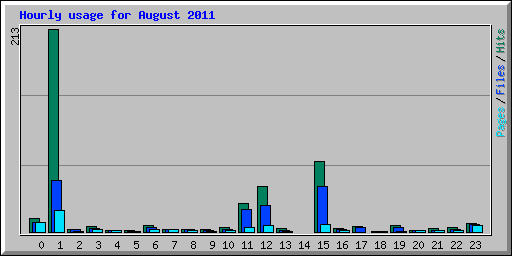 Hourly usage for August 2011
213
Pages/Files/Hits
0 1 2 3 4 5 6 7 8 9 10 11 12 13 14 15 16 17 18 19 20 21 22 23